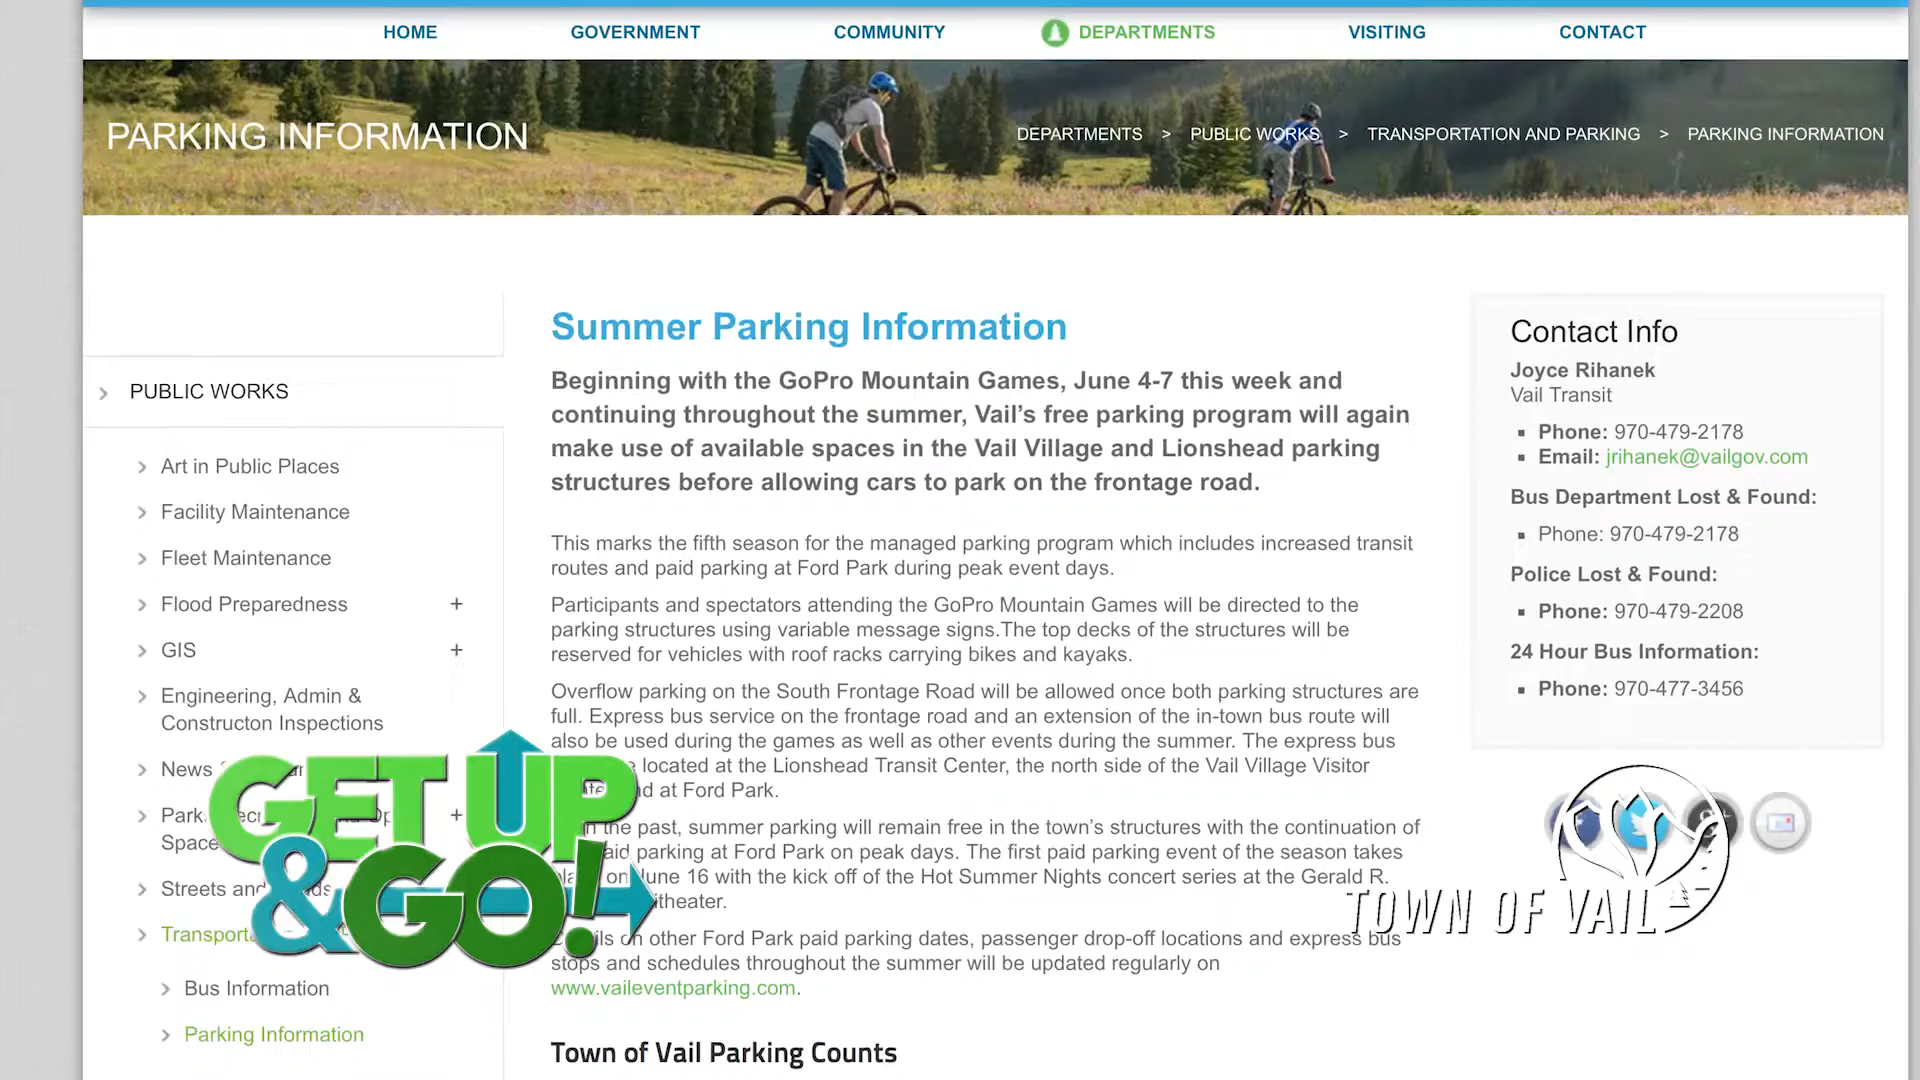 HOME GOVERNMENT COMMUNITY DEPARTMENTS VISITING CONTACT
PARKING INFORMATION
DEPARTMENTS > PUBLIC WORKS > TRANSPORTATION AND PARKING > PARKING INFORMATION
PUBLIC WORKS
Art in Public Places
Facility Maintenance
Fleet Maintenance
Flood Preparedness +
GIS +
Engineering, Admin &
Constructon Inspections
News
Park
+
Space
Streets and
Bus Information
Parking Information
GET UP
& GO!
Summer Parking Information
Beginning with the GoPro Mountain Games, June 4-7 this week and
continuing throughout the summer, Vail’s free parking program will again
make use of available spaces in the Vail Village and Lionshead parking
structures before allowing cars to park on the frontage road.
This marks the fifth season for the managed parking program which includes increased transit
routes and paid parking at Ford Park during peak event days.
Participants and spectators attending the GoPro Mountain Games will be directed to the
parking structures using variable message signs.The top decks of the structures will be
reserved for vehicles with roof racks carrying bikes and kayaks.
Overflow parking on the South Frontage Road will be allowed once both parking structures are
full. Express bus service on the frontage road and an extension of the in-town bus route will
also be used during the games as well as other events during the summer. The express bus
located at the Lionshead Transit Center, the north side of the Vail Village Visitor
at Ford Park.
the past, summer parking will remain free in the town’s structures with the continuation of
parking at Ford Park on peak days. The first paid parking event of the season takes
on June 16 with the kick off of the Hot Summer Nights concert series at the Gerald R.
on other Ford Park paid parking dates, passenger drop-off locations and express bus
stops and schedules throughout the summer will be updated regularly on
www.vaileventparking.com.
Town of Vail Parking Counts
Contact Info
Joyce Rihanek
Vail Transit
Phone: 970-479-2178
Email: jrihanek@vailgov.com
Bus Department Lost & Found:
Phone: 970-479-2178
Police Lost & Found:
Phone: 970-479-2208
24 Hour Bus Information:
Phone: 970-477-3456
TOWN OF VAIL